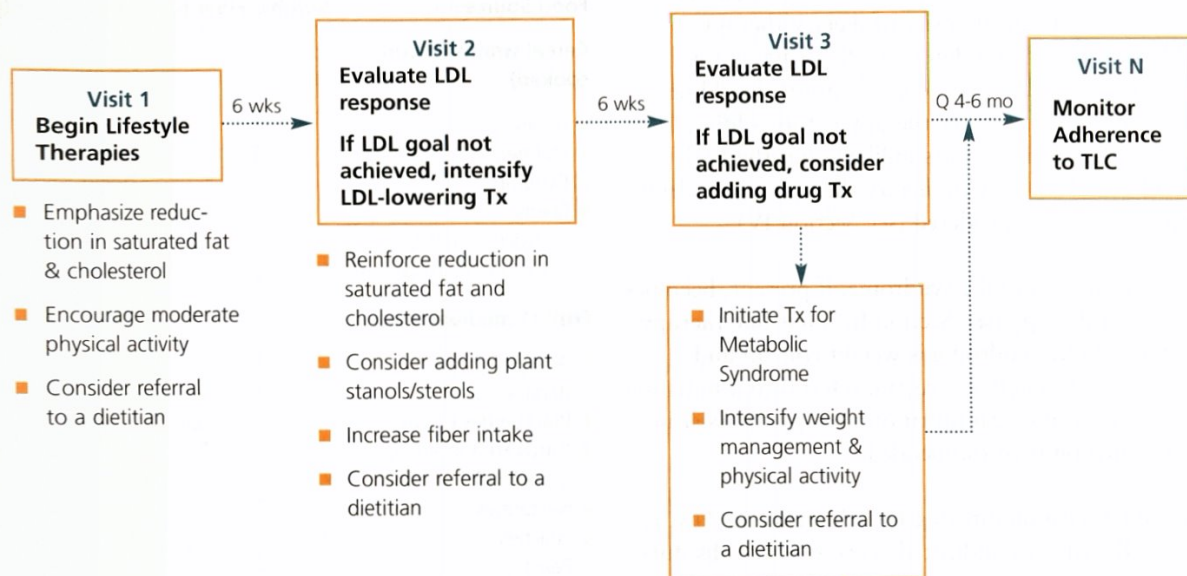 Visit 1
Begin Lifestyle
Therapies
6 wks
Visit 2
Evaluate LDL
response
If LDL goal not
achieved, intensify
LDL-lowering Tx
6 wks
Visit 3
Evaluate LDL
response
If LDL goal not
achieved, consider
adding drug Tx
Q 4-6 mo
Visit N
Monitor
Adherence
to TLC
■ Emphasize reduc-
tion in saturated fat
& cholesterol
■ Encourage moderate
physical activity
■ Consider referral
to a dietitian
■ Reinforce reduction in
saturated fat and
cholesterol
■ Consider adding plant
stanols/sterols
■ Increase fiber intake
■ Consider referral to a
dietitian
■ Initiate Tx for
Metabolic
Syndrome
■ Intensify weight
management &
physical activity
■ Consider referral to
a dietitian